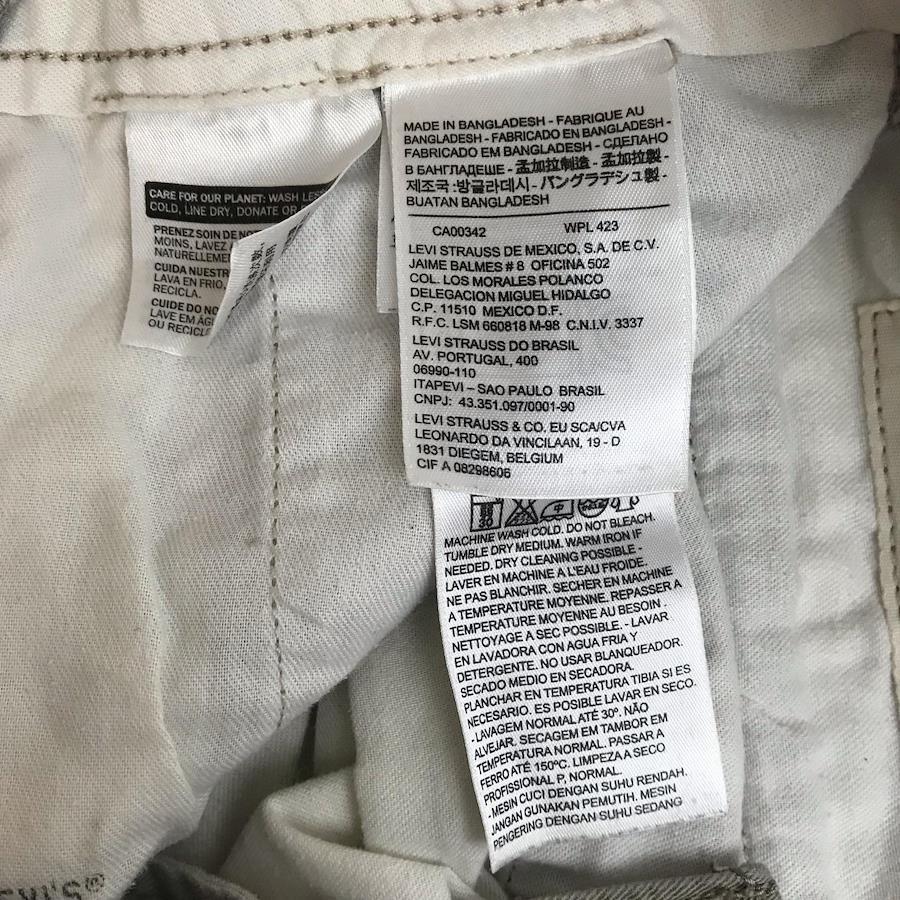 CARE FOR OUR PLANET: WASH LESS
COLD, LINE DRY, DONATE OR
PRENEZ SOIN DE
MOINS, LAVEZ
NATURELLEMEN
CUIDA NUESTR
LAVA EN FRIO.
RECICLA.
CUIDE DO
LAVE EM
OU RECICL
MADE IN BANGLADESH - FABRIQUE AU
BANGLADESH - FABRICADO EN BANGLADESH -
FABRICADO EM BANGLADESH - СДЕЛАНО
В БАНГЛАДЕШЕ - 孟加拉制造 - 孟加拉製 -
제조국 :방글라데시 - バングラデシュ製 -
BUATAN BANGLADESH
CA00342 WPL 423
LEVI STRAUSS DE MEXICO, S.A. DE C.V.
JAIME BALMES # 8 OFICINA 502
COL. LOS MORALES POLANCO
DELEGACION MIGUEL HIDALGO
C.P. 11510 MEXICO D.F.
R.F.C. LSM 660818 M-98 C.N.I.V. 3337
LEVI STRAUSS DO BRASIL
AV. PORTUGAL, 400
06990-110
ITAPEVI – SAO PAULO BRASIL
CNPJ: 43.351.097/0001-90
LEVI STRAUSS & CO. EU SCA/CVA
LEONARDO DA VINCILAAN, 19 - D
1831 DIEGEM, BELGIUM
CIF A 08298606
30
MACHINE WASH COLD. DO NOT BLEACH.
TUMBLE DRY MEDIUM. WARM IRON IF
NEEDED. DRY CLEANING POSSIBLE -
LAVER EN MACHINE A L'EAU FROIDE.
NE PAS BLANCHIR. SECHER EN MACHINE
A TEMPERATURE MOYENNE. REPASSER A
TEMPERATURE MOYENNE AU BESOIN .
NETTOYAGE A SEC POSSIBLE. - LAVAR
EN LAVADORA CON AGUA FRIA Y
DETERGENTE. NO USAR BLANQUEADOR.
SECADO MEDIO EN SECADORA.
PLANCHAR EN TEMPERATURA TIBIA SI ES
NECESARIO. ES POSIBLE LAVAR EN SECO.
- LAVAGEM NORMAL ATÉ 30º, NÃO
ALVEJAR. SECAGEM EM TAMBOR EM
TEMPERATURA NORMAL. PASSAR A
FERRO ATÉ 150ºC. LIMPEZA A SECO
PROFISSIONAL P, NORMAL.
- MESIN CUCI DENGAN SUHU RENDAH.
JANGAN GUNAKAN PEMUTIH. MESIN
PENGERING DENGAN SUHU SEDANG
EVI'S®